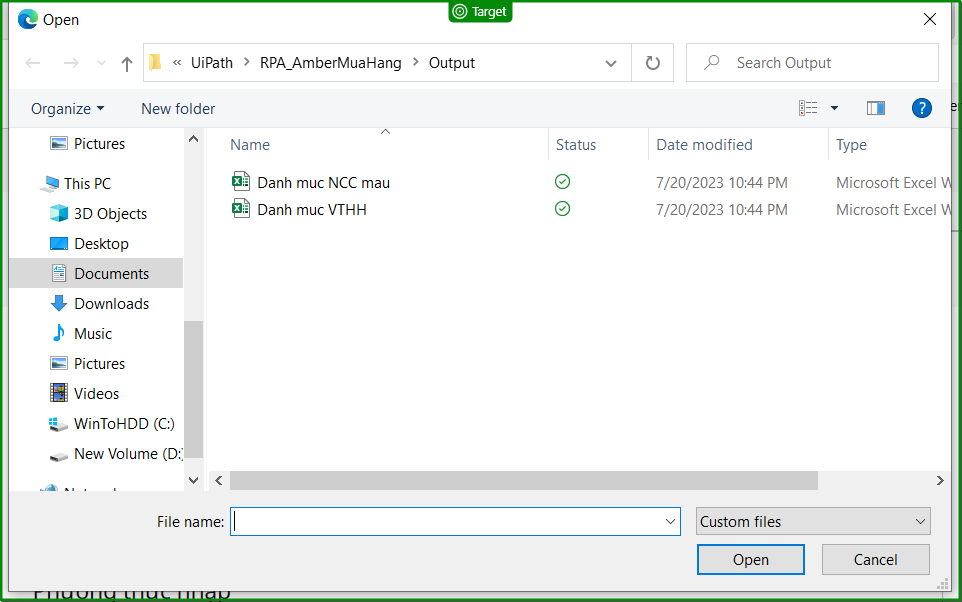 Open
Target
« UiPath > RPA_AmberMuaHang > Output
Search Output
Organize
New folder
?
Name
Status
Date modified
Type
Danh muc NCC mau
7/20/2023 10:44 PM
Microsoft Excel W
Danh muc VTHH
7/20/2023 10:44 PM
Microsoft Excel W
Pictures
This PC
3D Objects
Desktop
Documents
Downloads
Music
Pictures
Videos
WinToHDD (C:)
New Volume (D:)
File name:
Custom files
Open
Cancel